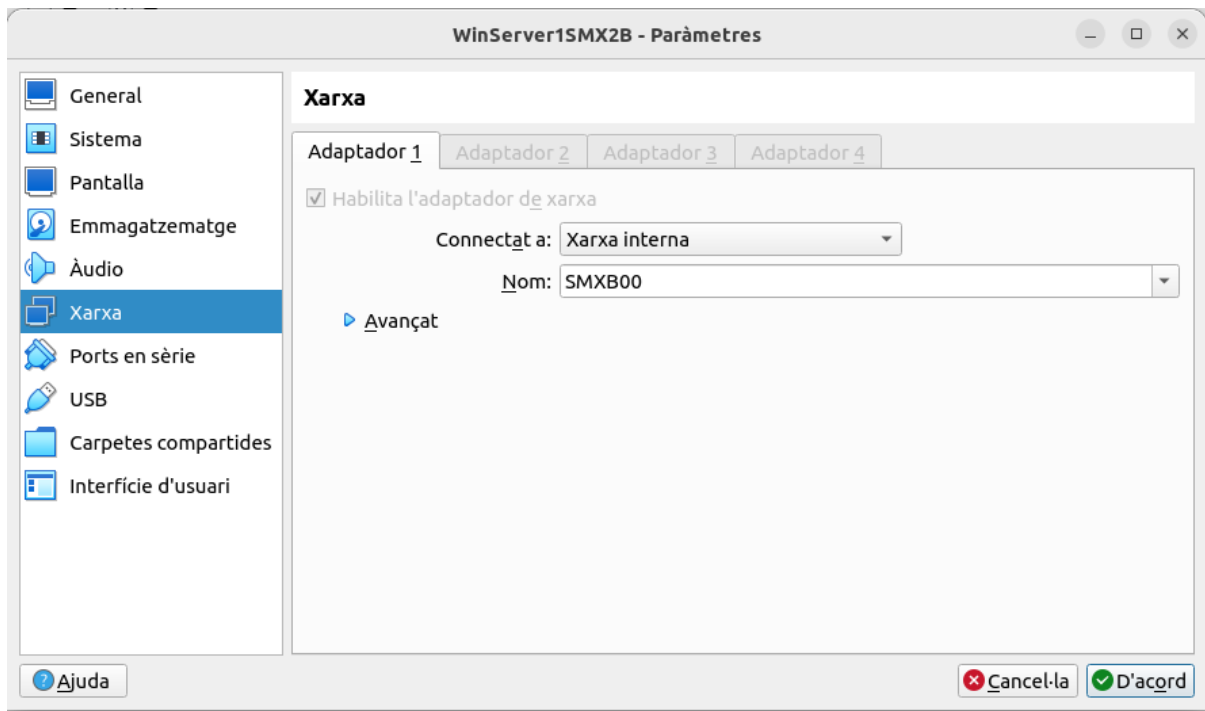 WinServer1SMX2B - Paràmetres
General
Sistema
Pantalla
Emmagatzematge
Àudio
Xarxa
Ports en sèrie
USB
Carpetes compartides
Interfície d'usuari
Xarxa
Adaptador 1 Adaptador 2 Adaptador 3 Adaptador 4
Habilita l'adaptador de xarxa
Connectat a: Xarxa interna
Nom: SMXB00
Avançat
Ajuda
Cancel·la D'acord